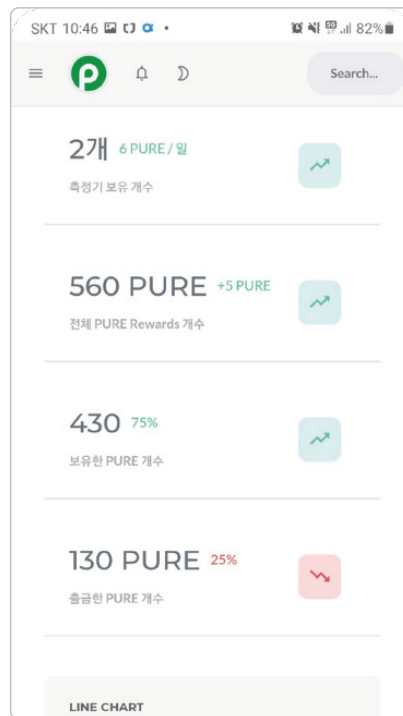 SKT 10:46 82%
Search...
2개 6 PURE / 일
측정기 보유 개수
560 PURE +5 PURE
전체 PURE Rewards 개수
430 75%
보유한 PURE 개수
130 PURE 25%
출금한 PURE 개수
LINE CHART